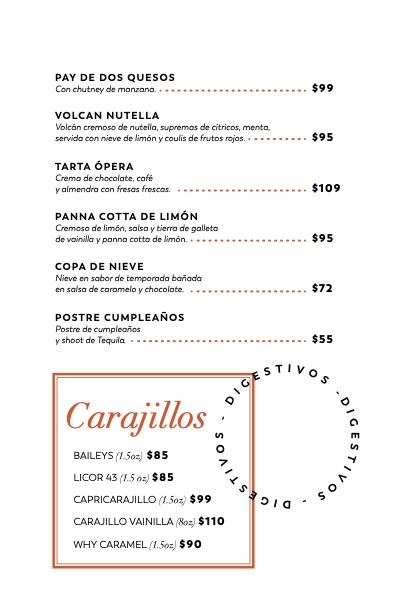 PAY DE DOS QUESOS
Con chutney de manzana. $99
VOLCAN NUTELLA
Volcán cremoso de nutella, supremas de cítricos, menta,
servida con nieve de limón y coulis de frutos rojos. $95
TARTA ÓPERA
Crema de chocolate, café
y almendra con fresas frescas. $109
PANNA COTTA DE LIMÓN
Cremoso de limón, salsa y tierra de galleta
de vainilla y panna cotta de limón. $95
COPA DE NIEVE
Nieve en sabor de temporada bañada
en salsa de caramelo y chocolate. $72
POSTRE CUMPLEAÑOS
Postre de cumpleaños
y shoot de Tequila. $55
Carajillos
BAILEYS (1.5oz) $85
LICOR 43 (1.5 oz) $85
CAPRICARAJILLO (1.5oz) $99
CARAJILLO VAINILLA (8oz) $110
WHY CARAMEL (1.5oz) $90
DIGESTIVOS - DIGESTIVOS - DIGESTIVOS -